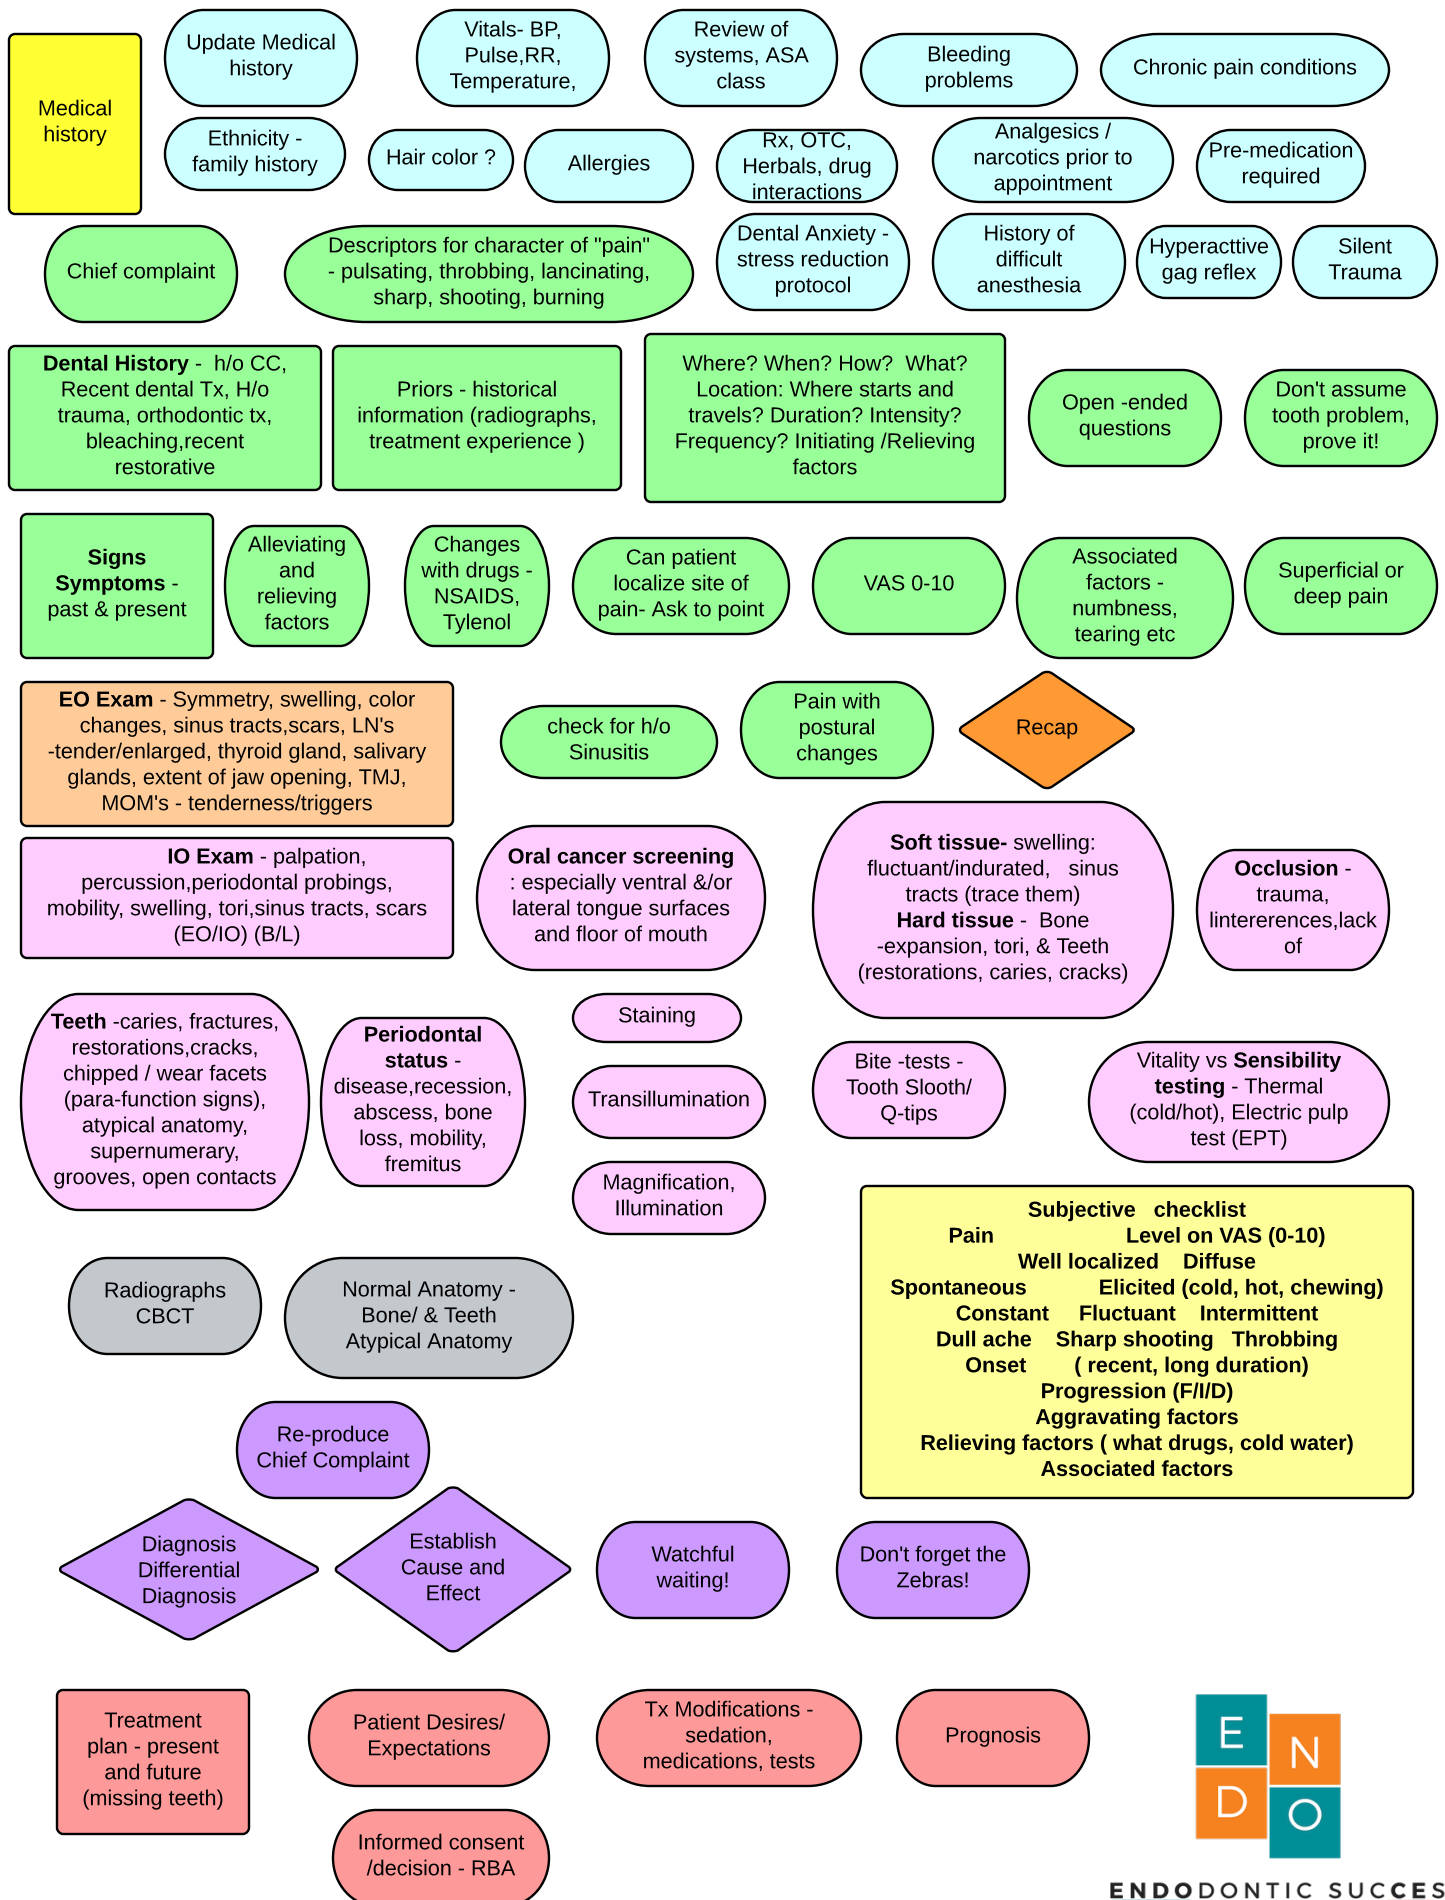 Medical
history
Update Medical
history
Vitals- BP,
Pulse,RR,
Temperature,
Review of
systems, ASA
class
Bleeding
problems
Chronic pain conditions
Ethnicity -
family history
Hair color ?
Allergies
Rx, OTC,
Herbals, drug
interactions
Analgesics /
narcotics prior to
appointment
Pre-medication
required
Chief complaint
Descriptors for character of "pain"
- pulsating, throbbing, lancinating,
sharp, shooting, burning
Dental Anxiety -
stress reduction
protocol
History of
difficult
anesthesia
Hyperacttive
gag reflex
Silent
Trauma
Dental History - h/o CC,
Recent dental Tx, H/o
trauma, orthodontic tx,
bleaching,recent
restorative
Priors - historical
information (radiographs,
treatment experience )
Where? When? How? What?
Location: Where starts and
travels? Duration? Intensity?
Frequency? Initiating /Relieving
factors
Open -ended
questions
Don't assume
tooth problem,
prove it!
Signs
Symptoms -
past & present
Alleviating
and
relieving
factors
Changes
with drugs -
NSAIDS,
Tylenol
Can patient
localize site of
pain- Ask to point
VAS 0-10
Associated
factors -
numbness,
tearing etc
Superficial or
deep pain
EO Exam - Symmetry, swelling, color
changes, sinus tracts,scars, LN's
-tender/enlarged, thyroid gland, salivary
glands, extent of jaw opening, TMJ,
MOM's - tenderness/triggers
check for h/o
Sinusitis
Pain with
postural
changes
Recap
IO Exam - palpation,
percussion,periodontal probings,
mobility, swelling, tori,sinus tracts, scars
(EO/IO) (B/L)
Oral cancer screening
: especially ventral &/or
lateral tongue surfaces
and floor of mouth
Soft tissue- swelling:
fluctuant/indurated, sinus
tracts (trace them)
Hard tissue - Bone
-expansion, tori, & Teeth
(restorations, caries, cracks)
Occlusion -
trauma,
lintererences,lack
of
Teeth -caries, fractures,
restorations,cracks,
chipped / wear facets
(para-function signs),
atypical anatomy,
supernumerary,
grooves, open contacts
Periodontal
status -
disease,recession,
abscess, bone
loss, mobility,
fremitus
Staining
Transillumination
Magnification,
Illumination
Bite -tests -
Tooth Slooth/
Q-tips
Vitality vs Sensibility
testing - Thermal
(cold/hot), Electric pulp
test (EPT)
Subjective checklist
Pain Level on VAS (0-10)
Well localized Diffuse
Spontaneous Elicited (cold, hot, chewing)
Constant Fluctuant Intermittent
Dull ache Sharp shooting Throbbing
Onset ( recent, long duration)
Progression (F/I/D)
Aggravating factors
Relieving factors ( what drugs, cold water)
Associated factors
Radiographs
CBCT
Normal Anatomy -
Bone/ & Teeth
Atypical Anatomy
Re-produce
Chief Complaint
Diagnosis
Differential
Diagnosis
Establish
Cause and
Effect
Watchful
waiting!
Don't forget the
Zebras!
Treatment
plan - present
and future
(missing teeth)
Patient Desires/
Expectations
Tx Modifications -
sedation,
medications, tests
Prognosis
Informed consent
/decision - RBA
E N
D O
ENDODONTIC SUCCES